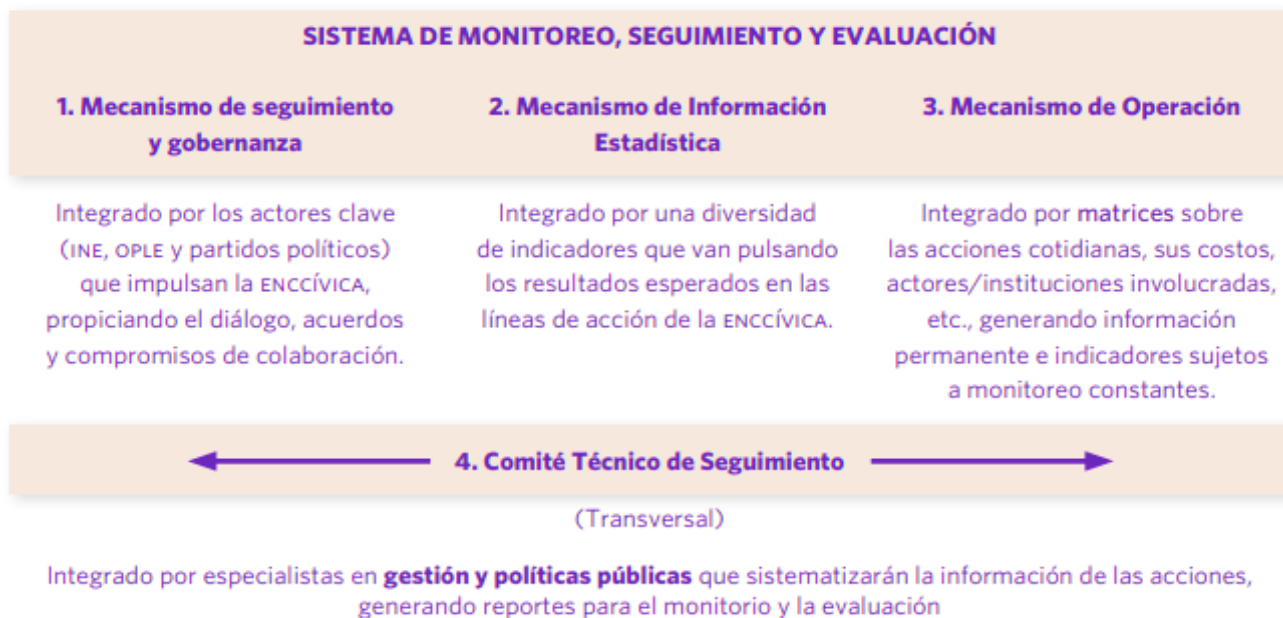 SISTEMA DE MONITOREO, SEGUIMIENTO Y EVALUACIÓN
1. Mecanismo de seguimiento
y gobernanza
Integrado por los actores clave
(INE, OPLE y partidos políticos)
que impulsan la ENCCÍVICA,
propiciando el diálogo, acuerdos
y compromisos de colaboración.
2. Mecanismo de Información
Estadística
Integrado por una diversidad
de indicadores que van pulsando
los resultados esperados en las
líneas de acción de la ENCCÍVICA.
3. Mecanismo de Operación
Integrado por matrices sobre
las acciones cotidianas, sus costos,
actores/instituciones involucradas,
etc., generando información
permanente e indicadores sujetos
a monitoreo constantes.
4. Comité Técnico de Seguimiento
(Transversal)
Integrado por especialistas en gestión y políticas públicas que sistematizarán la información de las acciones,
generando reportes para el monitorio y la evaluación